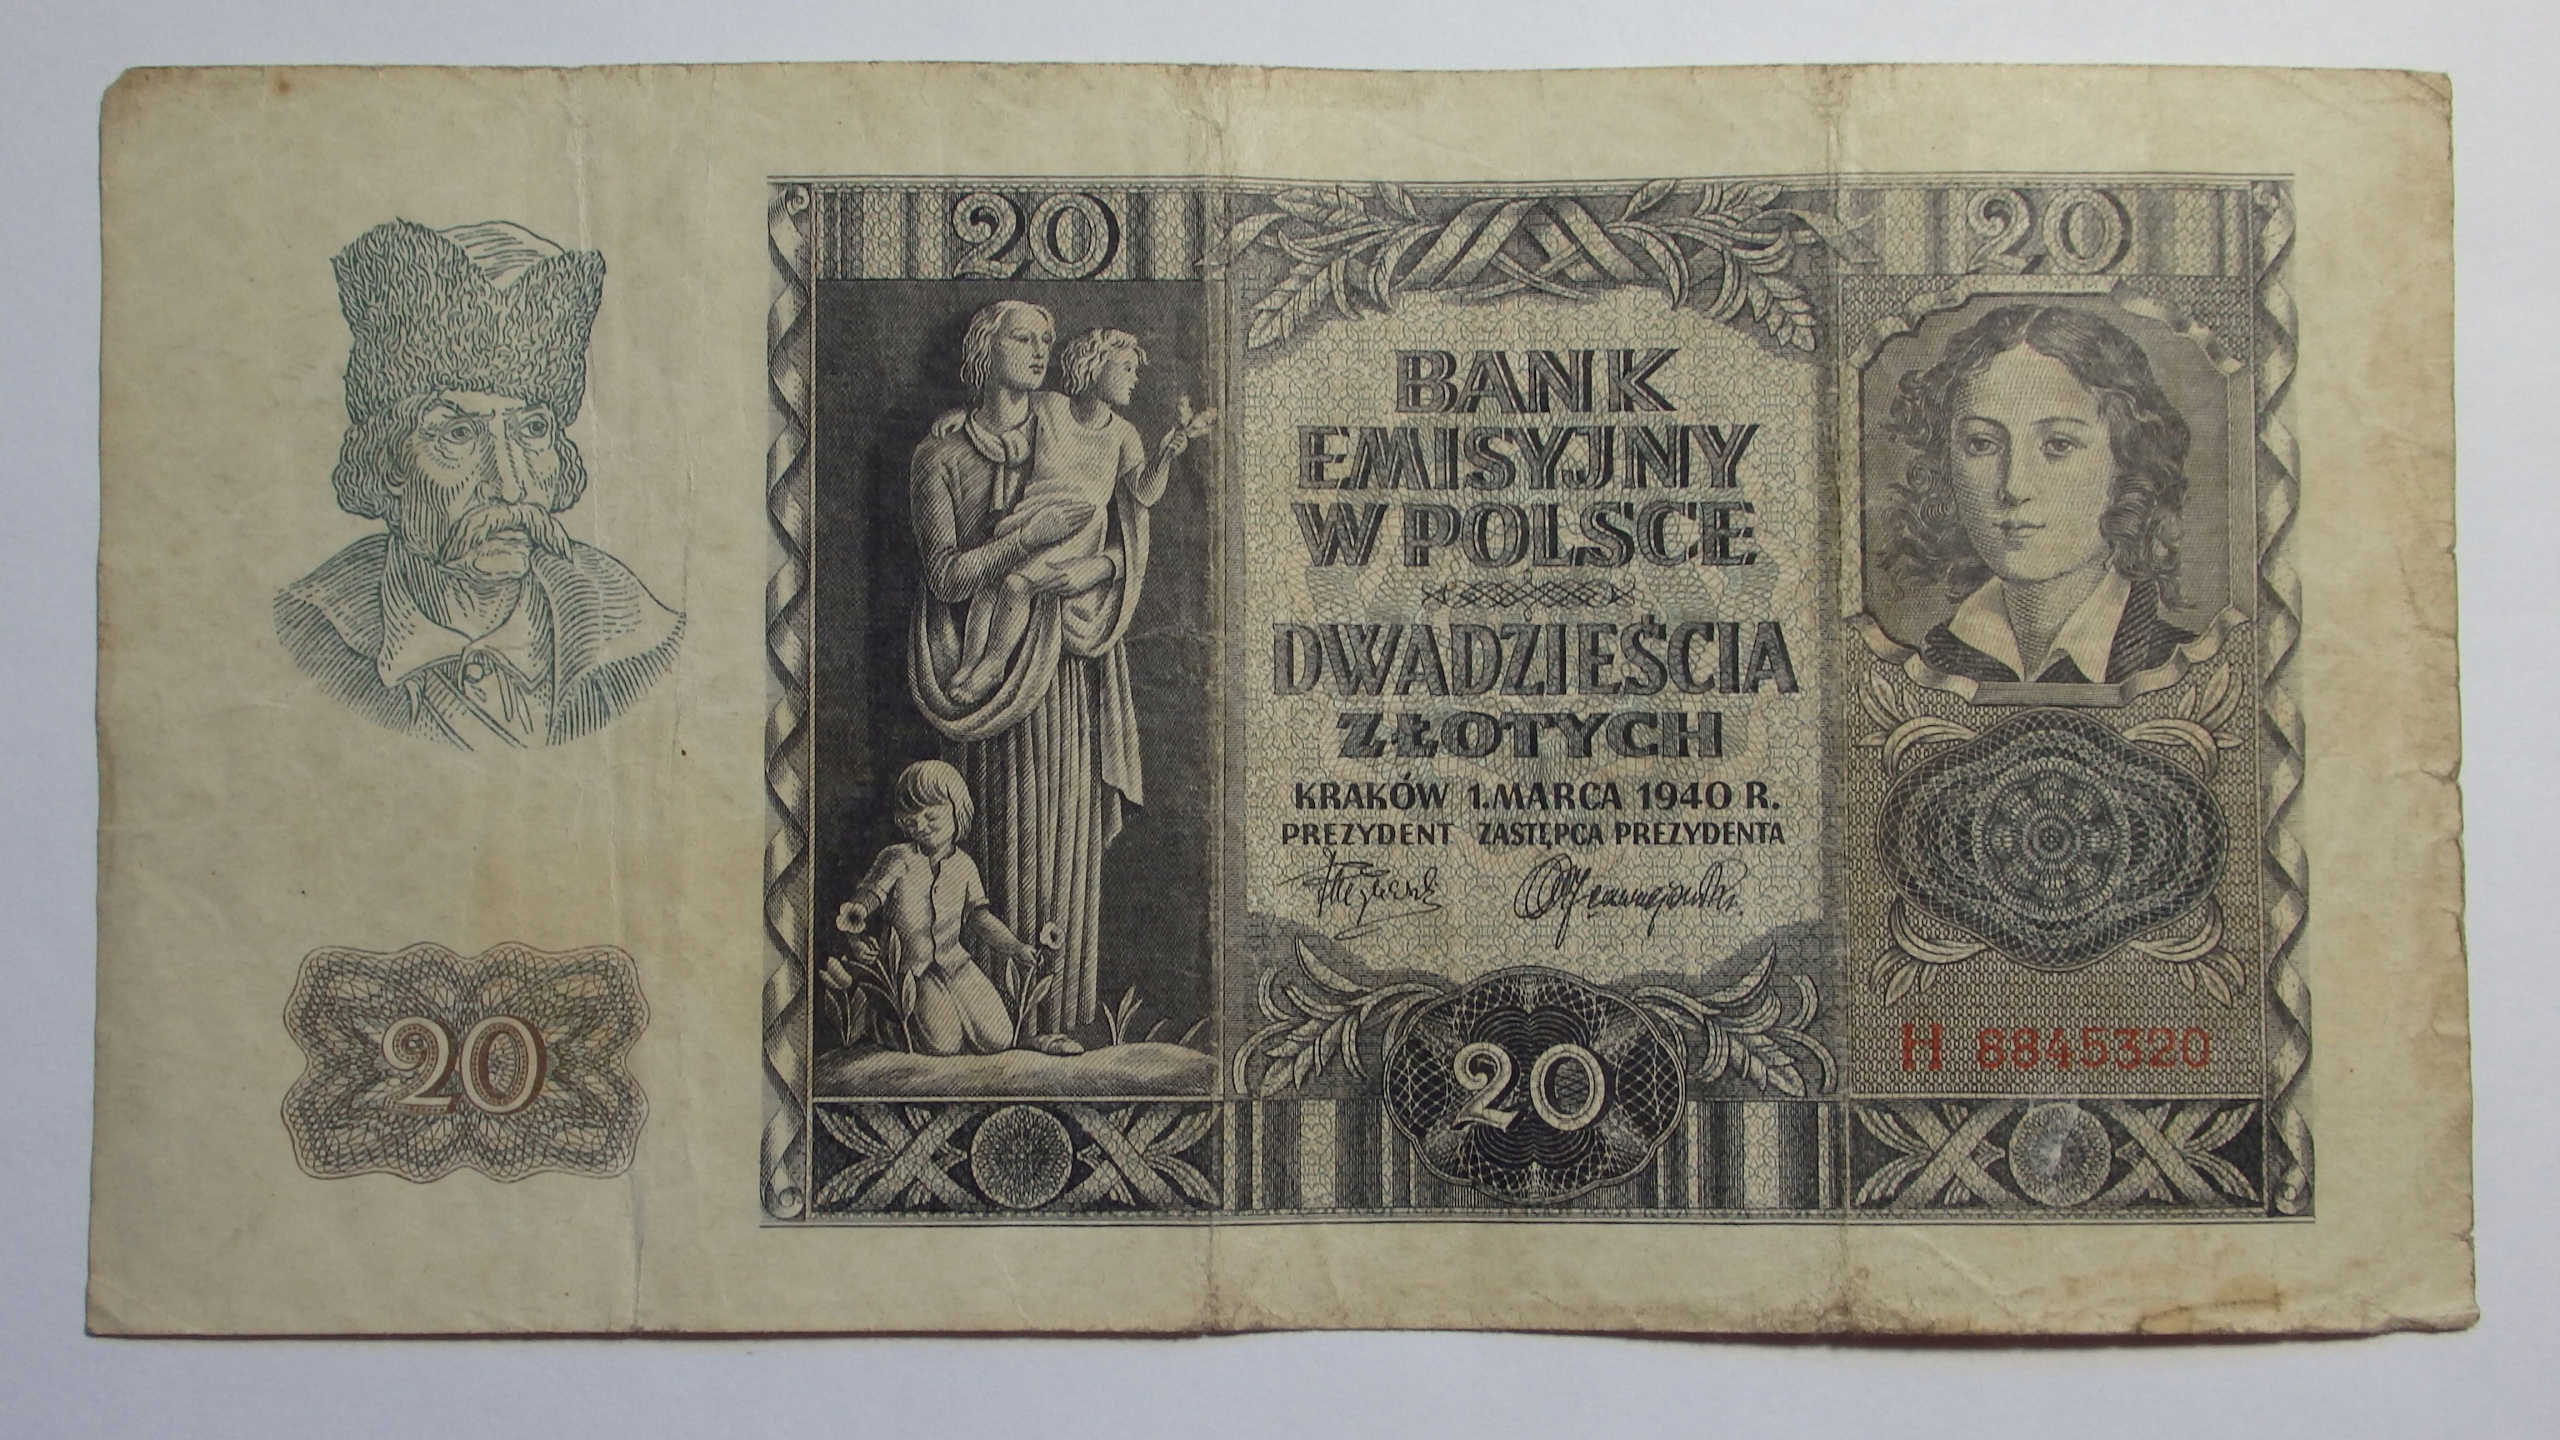 20
20
BANK
EMISYJNY
W POLSCE
DWADZIEŚCIA
ZŁOTYCH
KRAKÓW 1. MARCA 1940 R.
PREZYDENT ZASTĘPCA PREZYDENTA
H 8845320
20
20